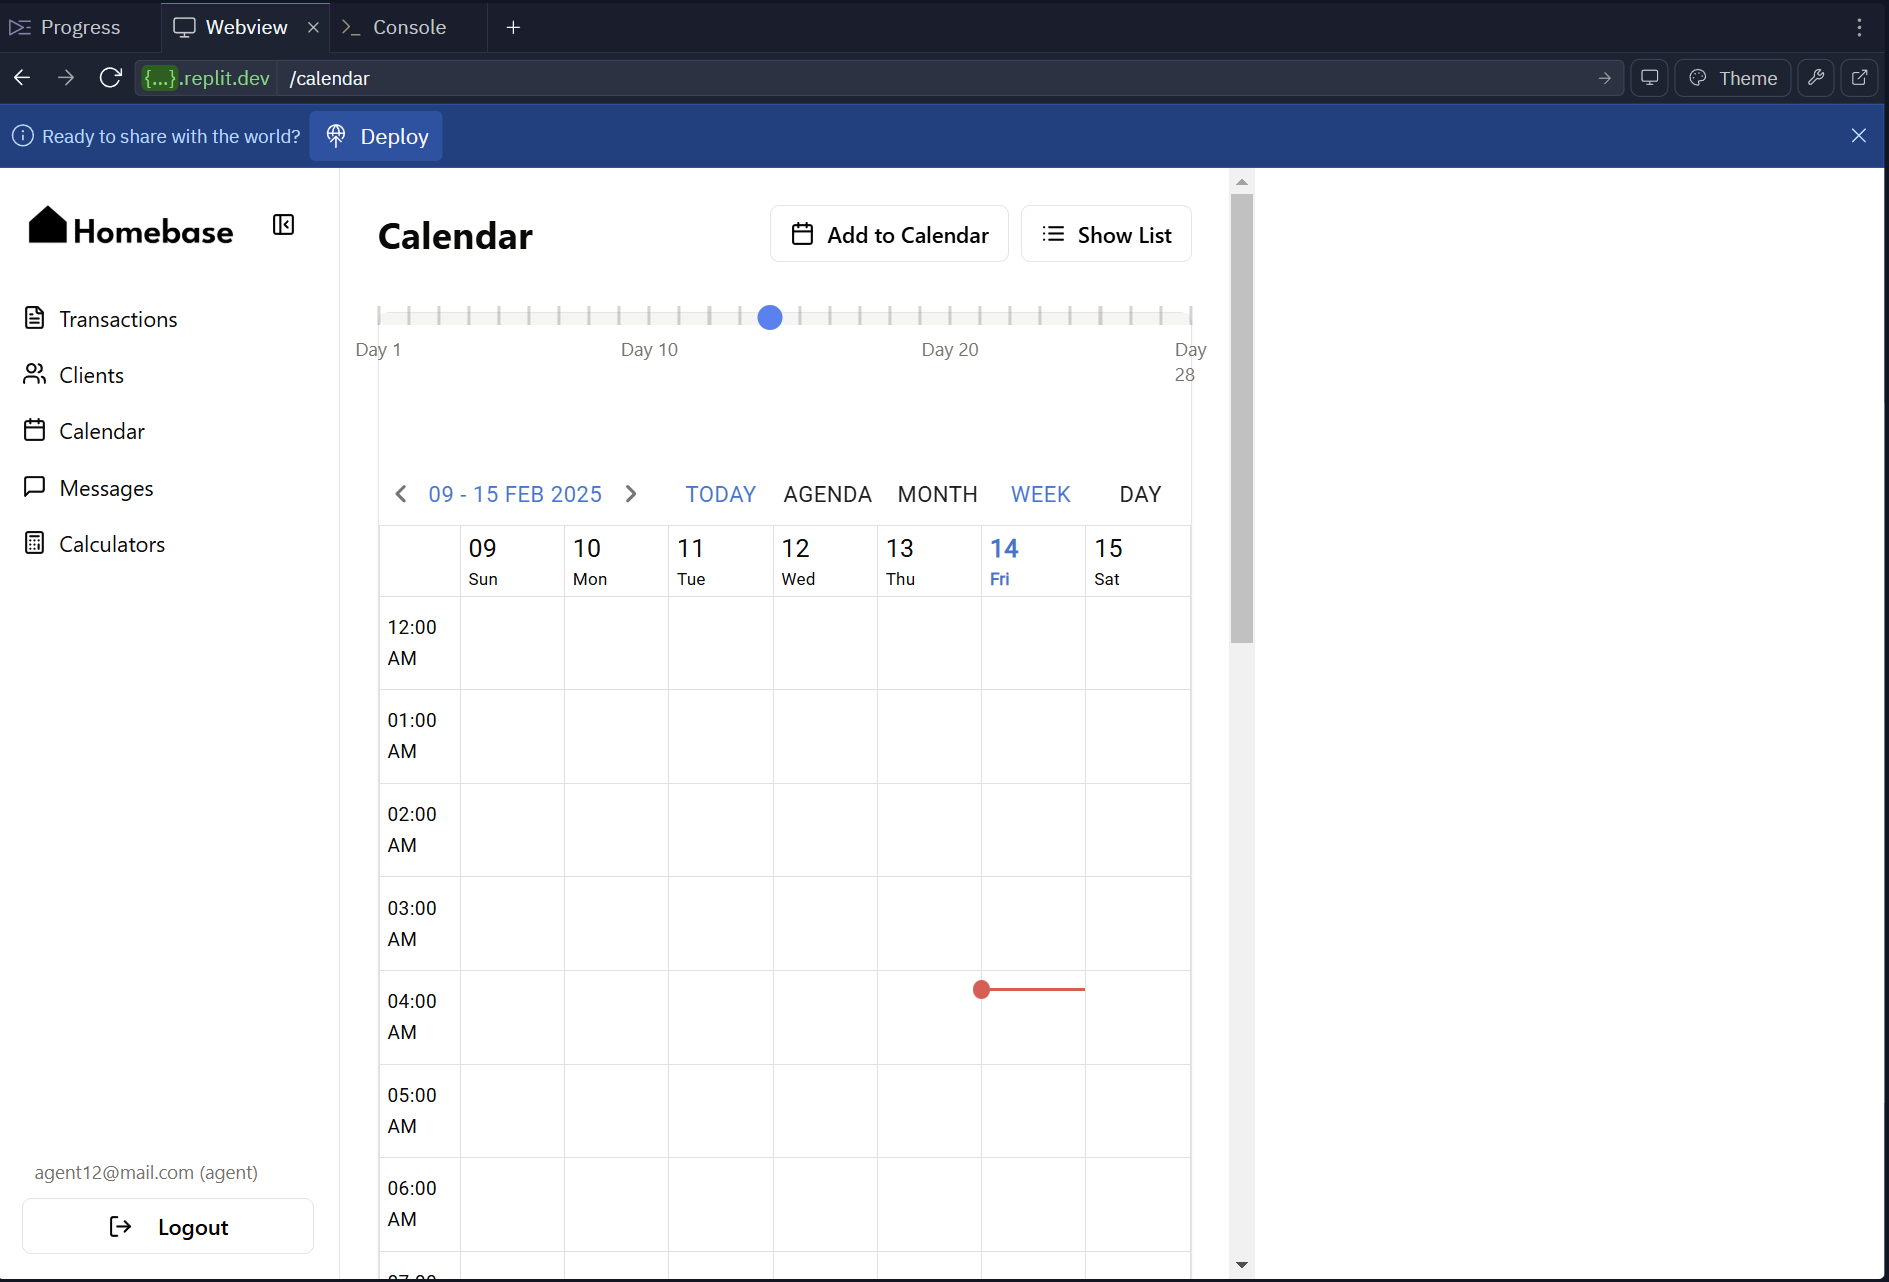 Progress
Webview
Console
{...}.replit.dev
/calendar
Theme
Ready to share with the world?
Deploy
Homebase
Transactions
Clients
Calendar
Messages
Calculators
agent12@mail.com (agent)
Logout
Calendar
Add to Calendar
Show List
Day 1
Day 10
Day 20
Day
28
09 - 15 FEB 2025
TODAY
AGENDA
MONTH
WEEK
DAY
09
Sun
10
Mon
11
Tue
12
Wed
13
Thu
14
Fri
15
Sat
12:00
AM
01:00
AM
02:00
AM
03:00
AM
04:00
AM
05:00
AM
06:00
AM
07:00